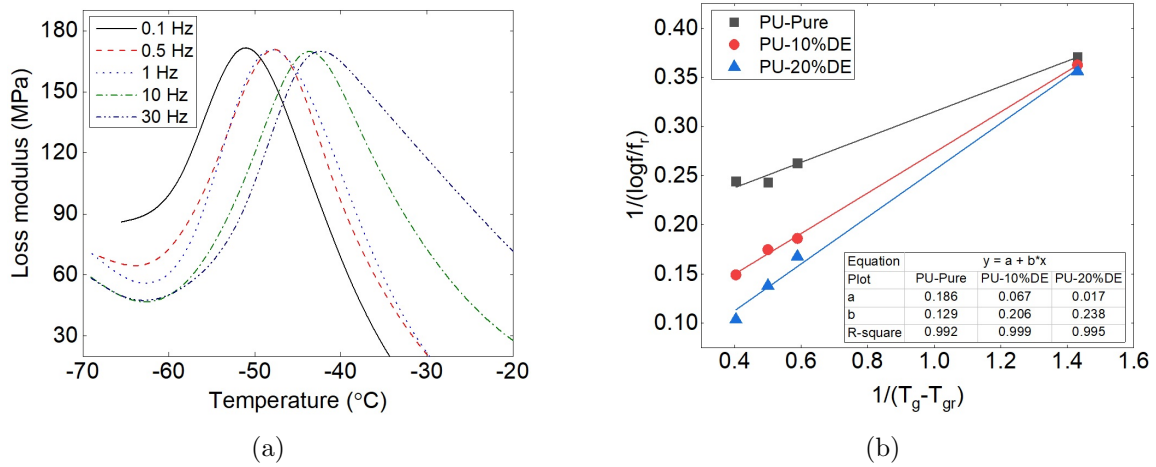 180
150
120
90
60
30
Loss modulus (MPa)
0.1 Hz
0.5 Hz
1 Hz
10 Hz
30 Hz
-70 -60 -50 -40 -30 -20
Temperature (°C)
(a)
0.40
0.35
0.30
0.25
0.20
0.15
0.10
1/(logf/fr)
PU-Pure
PU-10%DE
PU-20%DE
Equation y = a + b*x
Plot PU-Pure PU-10%DE PU-20%DE
a 0.186 0.067 0.017
b 0.129 0.206 0.238
R-square 0.992 0.999 0.995
0.4 0.6 0.8 1.0 1.2 1.4 1.6
1/(Tg-Tgr)
(b)